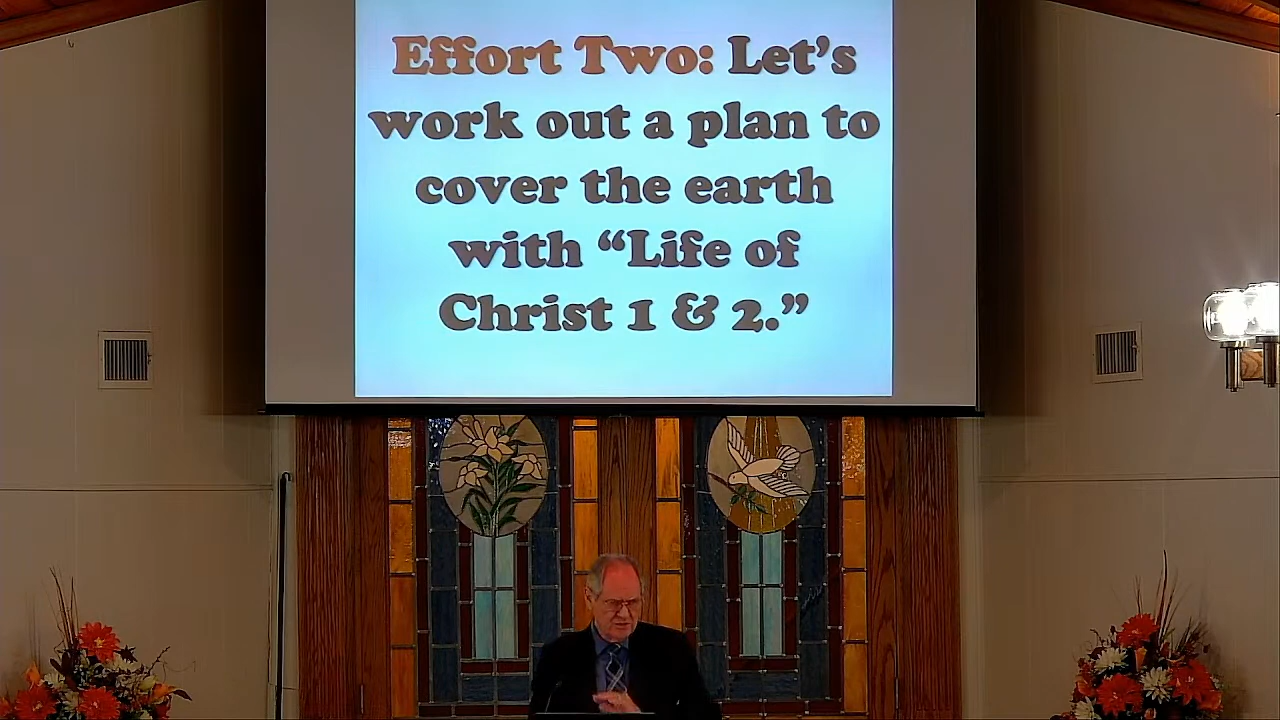 Effort Two: Let’s
work out a plan to
cover the earth
with “Life of
Christ 1 & 2.”